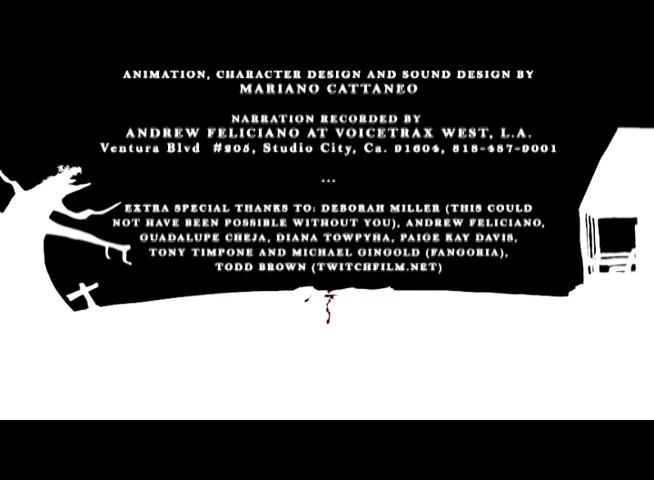 ANIMATION, CHARACTER DESIGN AND SOUND DESIGN BY
MARIANO CATTANEO
NARRATION RECORDED BY
ANDREW FELICIANO AT VOICETRAX WEST, L.A.
Ventura Blvd #205, Studio City, Ca. 91604, 818-487-9001
...
EXTRA SPECIAL THANKS TO: DEBORAH MILLER (THIS COULD
NOT HAVE BEEN POSSIBLE WITHOUT YOU), ANDREW FELICIANO,
GUADALUPE CHEJA, DIANA TOWPYHA, PAIGE KAY DAVIS,
TONY TIMPONE AND MICHAEL GINGOLD (FANGORIA),
TODD BROWN (TWITCHFILM.NET)